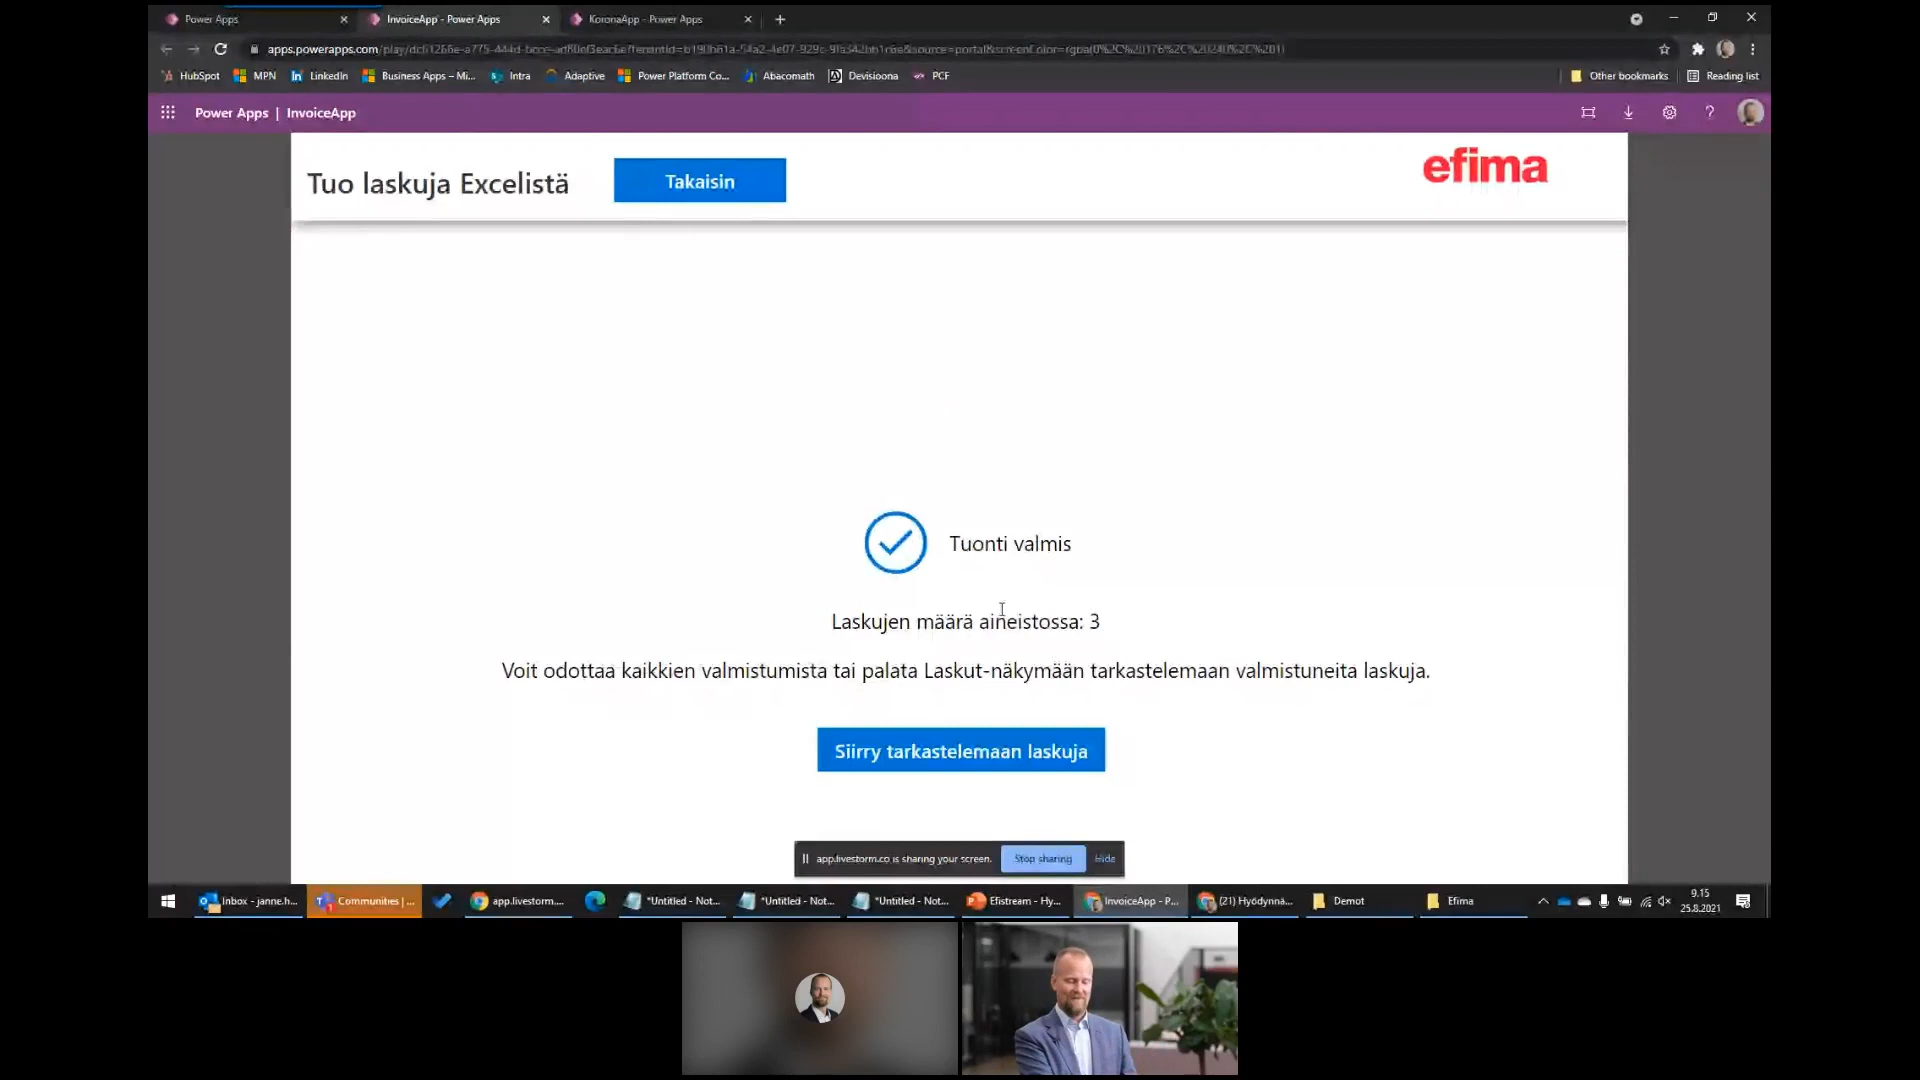 Power Apps
InvoiceApp - Power Apps
KoronaApp - Power Apps
HubSpot
MPN
LinkedIn
Business Apps – Mi...
Intra
Adaptive
Power Platform Co...
Abacomath
Devisioona
PCF
Other bookmarks
Reading list
Power Apps | InvoiceApp
Tuo laskuja Excelistä
Takaisin
efima
Tuonti valmis
Laskujen määrä aineistossa: 3
Voit odottaa kaikkien valmistumista tai palata Laskut-näkymään tarkastelemaan valmistuneita laskuja.
Siirry tarkastelemaan laskuja
app.livestorm.co is sharing your screen.
Stop sharing
Hide
Inbox - janne.h...
Communities | ...
app.livestorm....
*Untitled - Not...
*Untitled - Not...
*Untitled - Not...
Efistream - Hy...
InvoiceApp - P...
(21) Hyödynnä...
Demot
Efima
9.15
25.8.2021